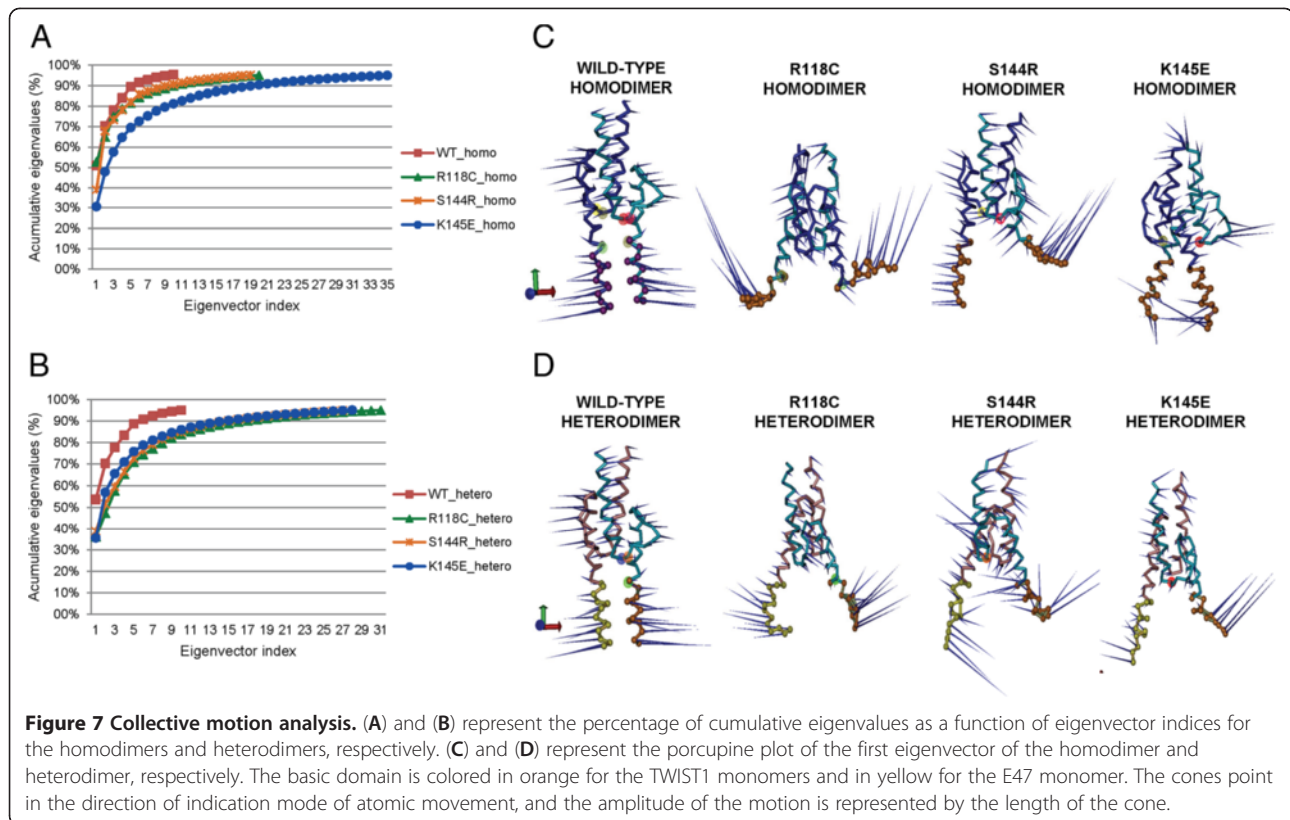 A
Acumulative eigenvalues (%)
100%
90%
80%
70%
60%
50%
40%
30%
20%
10%
00%
1 3 5 7 9 11 13 15 17 19 21 23 25 27 29 31 33 35
Eigenvector index
WT_homo
R118C_homo
S144R_homo
K145E_homo
B
Acumulative eigenvalues (%)
100%
90%
80%
70%
60%
50%
40%
30%
20%
10%
00%
1 3 5 7 9 11 13 15 17 19 21 23 25 27 29 31
Eigenvector index
WT_hetero
R118C_hetero
S144R_hetero
K145E_hetero
C
WILD-TYPE
HOMODIMER
R118C
HOMODIMER
S144R
HOMODIMER
K145E
HOMODIMER
D
WILD-TYPE
HETERODIMER
R118C
HETERODIMER
S144R
HETERODIMER
K145E
HETERODIMER
Figure 7 Collective motion analysis. (A) and (B) represent the percentage of cumulative eigenvalues as a function of eigenvector indices for
the homodimers and heterodimers, respectively. (C) and (D) represent the porcupine plot of the first eigenvector of the homodimer and
heterodimer, respectively. The basic domain is colored in orange for the TWIST1 monomers and in yellow for the E47 monomer. The cones point
in the direction of indication mode of atomic movement, and the amplitude of the motion is represented by the length of the cone.